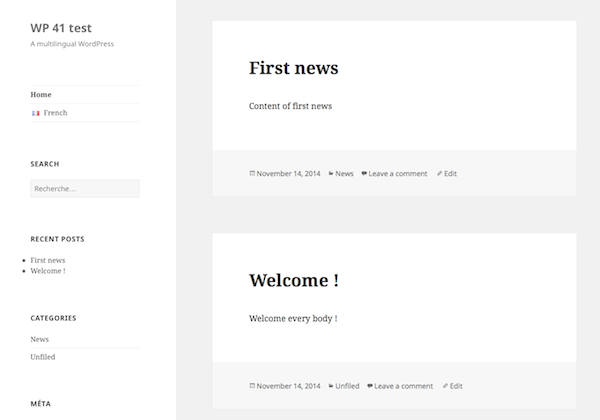 WP 41 test
A multilingual WordPress
Home
French
SEARCH
Recherche...
RECENT POSTS
First news
Welcome !
CATEGORIES
News
Unfiled
MÉTA
First news
Content of first news
November 14, 2014 News Leave a comment Edit
Welcome !
Welcome every body !
November 14, 2014 Unfiled Leave a comment Edit